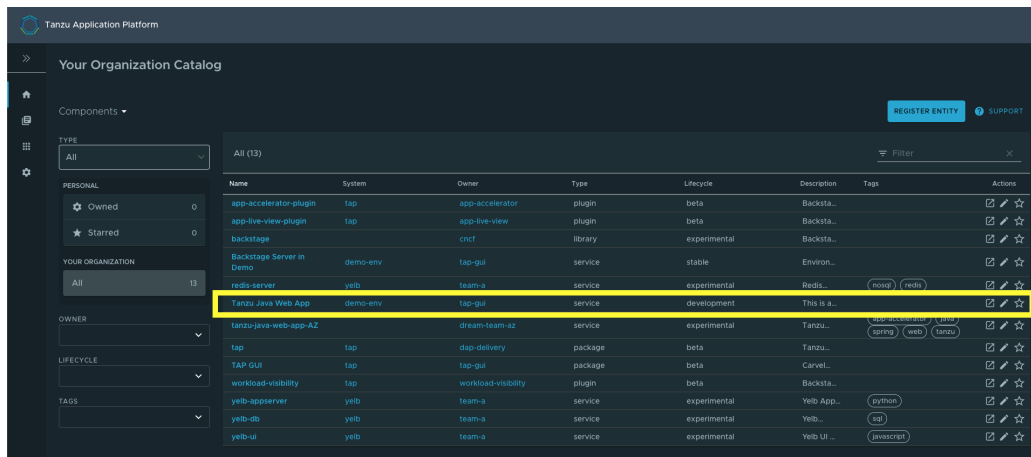 Tanzu Application Platform
Your Organization Catalog
Components
REGISTER ENTITY
SUPPORT
TYPE
All
PERSONAL
Owned 0
Starred 0
YOUR ORGANIZATION
All 13
OWNER
LIFECYCLE
TAGS
All (13)
Filter
Name System Owner Type Lifecycle Description Tags Actions
app-accelerator-plugin tap app-accelerator plugin beta Backsta...
app-live-view-plugin tap app-live-view plugin beta Backsta...
backstage cncf library experimental Backsta...
Backstage Server in
Demo demo-env tap-gui service stable Environ...
redis-server yelb team-a service experimental Redis... nosql redis
Tanzu Java Web App demo-env tap-gui service development This is a...
tanzu-java-web-app-AZ dream-team-az service experimental Tanzu... app-accelerator java
spring web tanzu
tap tap dap-delivery package beta Tanzu...
TAP GUI tap tap-gui package beta Carvel...
workload-visibility tap workload-visibility plugin beta Backsta...
yelb-appserver yelb team-a service experimental Yelb App... python
yelb-db yelb team-a service experimental Yelb... sql
yelb-ui yelb team-a service experimental Yelb UI ... javascript